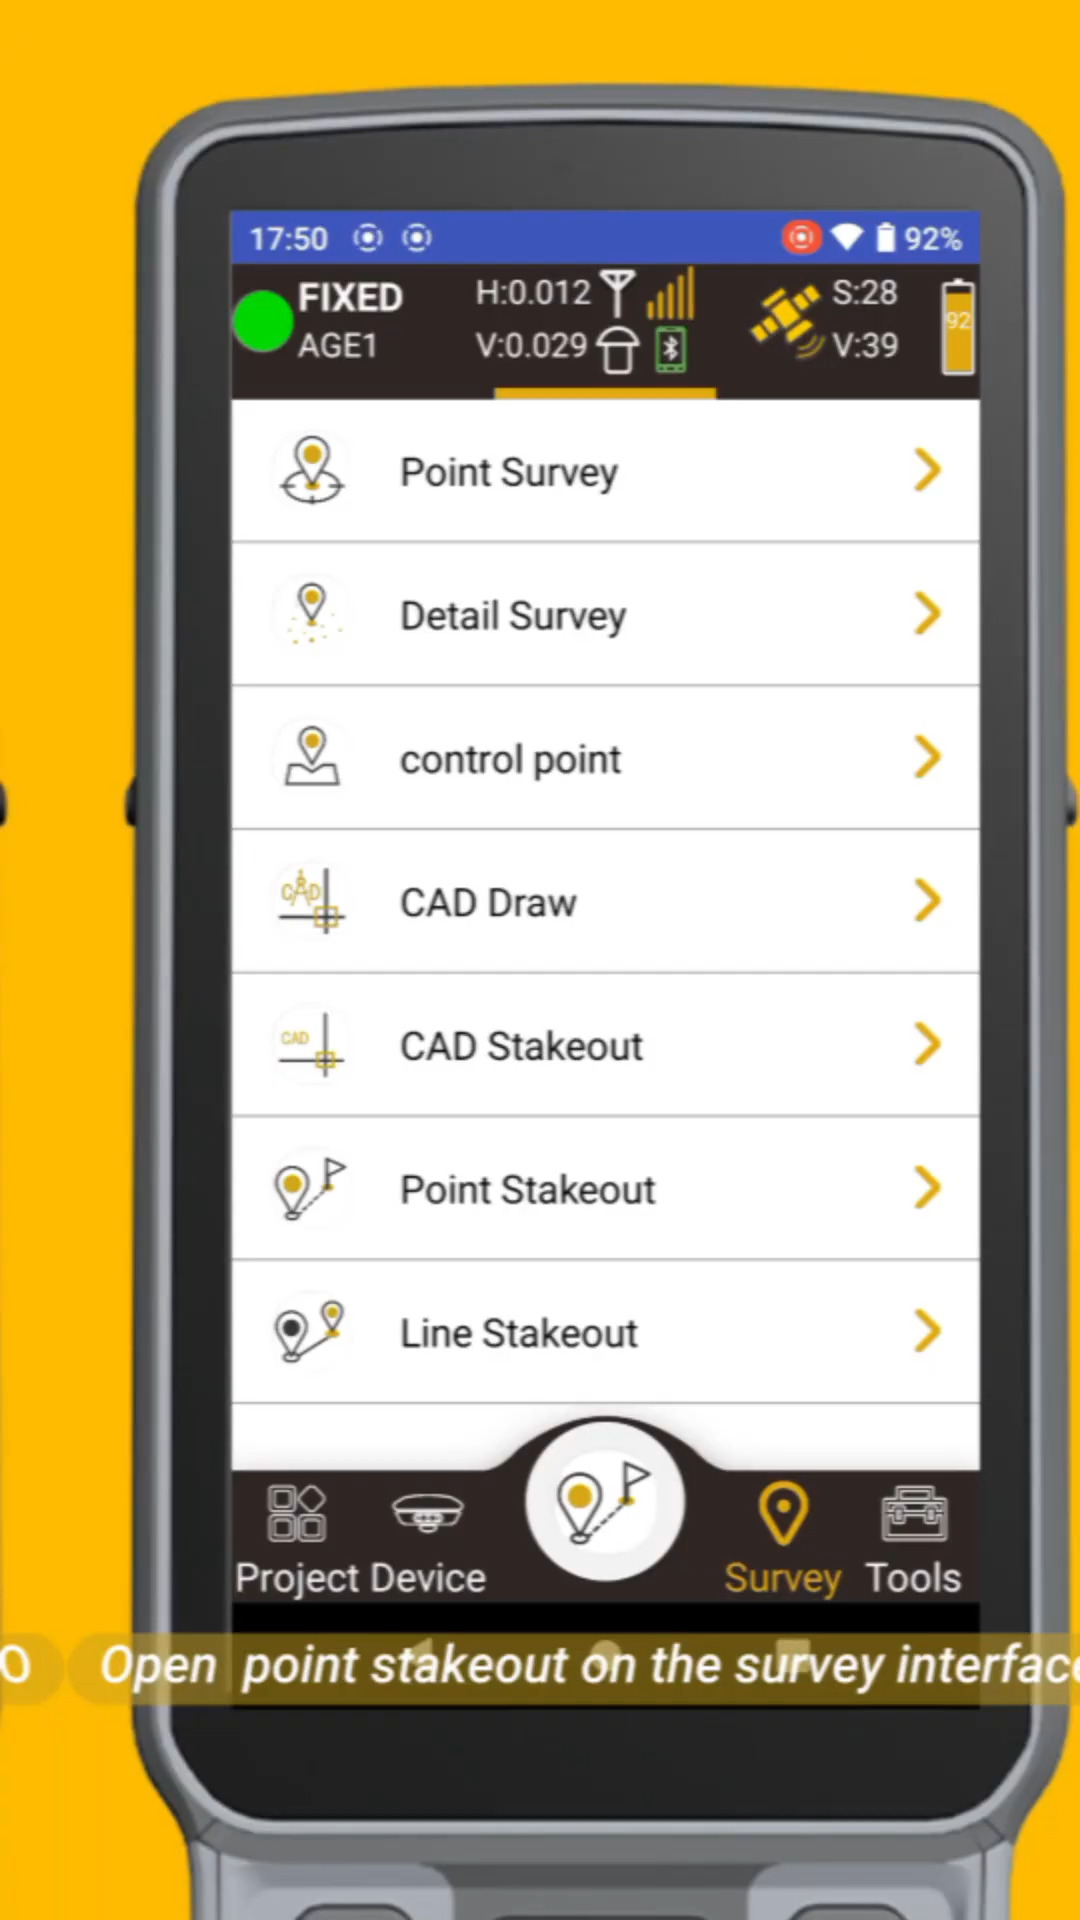 17:50 92%
FIXED H:0.012 S:28
AGE1 V:0.029 V:39
92
Point Survey
Detail Survey
control point
CAD CAD Draw
CAD CAD Stakeout
Point Stakeout
Line Stakeout
Project Device Survey Tools
Open point stakeout on the survey interface